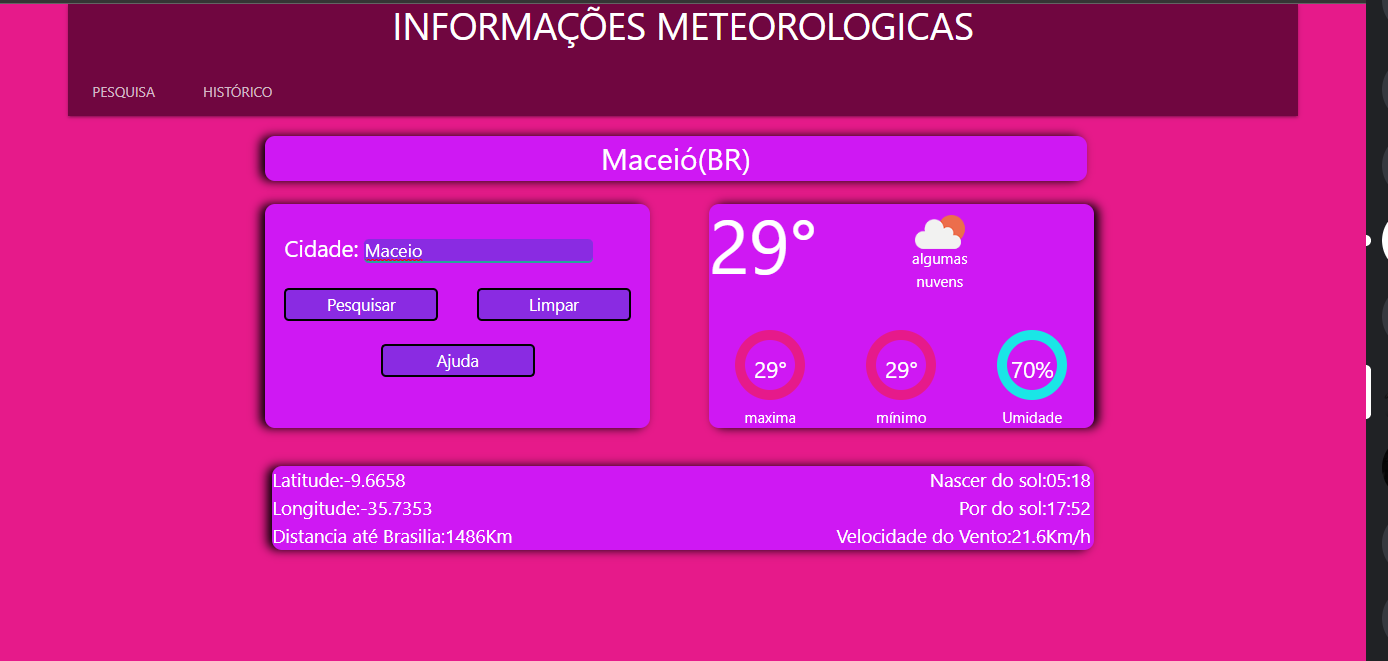 INFORMAÇÕES METEOROLOGICAS
PESQUISA HISTÓRICO
Maceió(BR)
Cidade: Maceio
Pesquisar Limpar
Ajuda
29°
algumas
nuvens
29° 29° 70%
maxima mínimo Umidade
Latitude:-9.6658 Nascer do sol:05:18
Longitude:-35.7353 Por do sol:17:52
Distancia até Brasilia:1486Km Velocidade do Vento:21.6Km/h